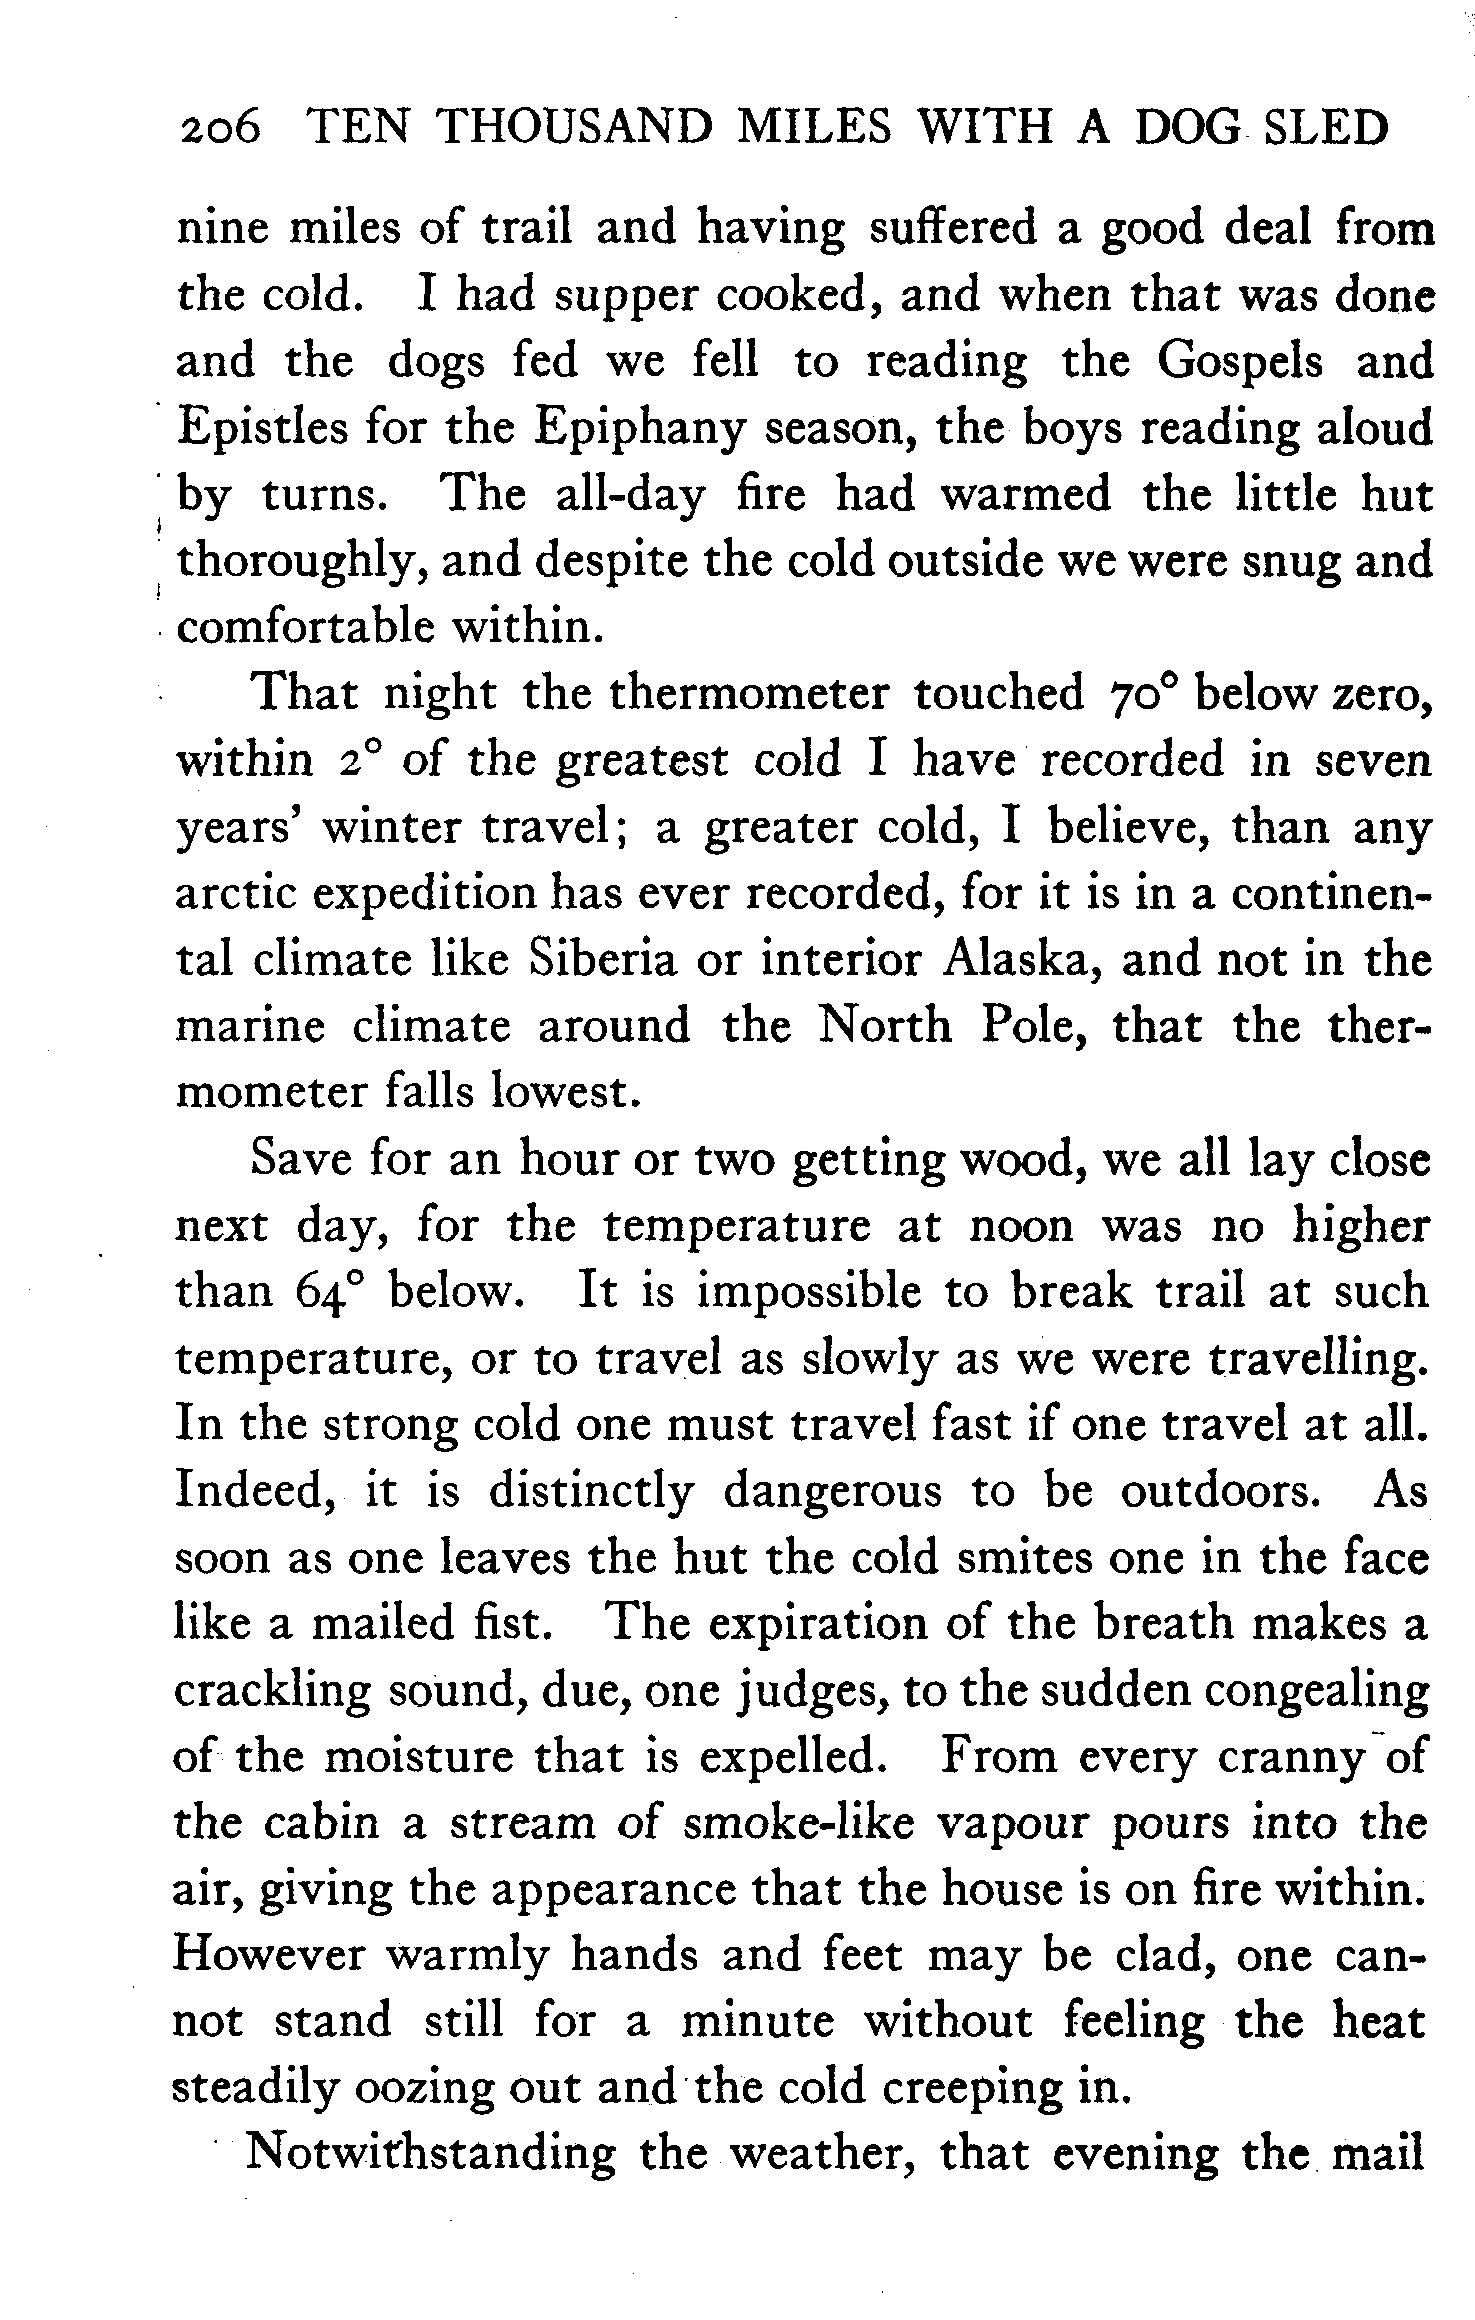 206 TEN THOUSAND MILES WITH A DOG SLED
nine miles of trail and having suffered a good deal from
the cold. I had supper cooked, and when that was done
and the dogs fed we fell to reading the Gospels and
Epistles for the Epiphany season, the boys reading aloud
by turns. The all-day fire had warmed the little hut
thoroughly, and despite the cold outside we were snug and
comfortable within.
That night the thermometer touched 70° below zero,
within 2° of the greatest cold I have recorded in seven
years' winter travel; a greater cold, I believe, than any
arctic expedition has ever recorded, for it is in a continen-
tal climate like Siberia or interior Alaska, and not in the
marine climate around the North Pole, that the ther-
mometer falls lowest.
Save for an hour or two getting wood, we all lay close
next day, for the temperature at noon was no higher
than 64° below. It is impossible to break trail at such
temperature, or to travel as slowly as we were travelling.
In the strong cold one must travel fast if one travel at all.
Indeed, it is distinctly dangerous to be outdoors. As
soon as one leaves the hut the cold smites one in the face
like a mailed fist. The expiration of the breath makes a
crackling sound, due, one judges, to the sudden congealing
of the moisture that is expelled. From every cranny of
the cabin a stream of smoke-like vapour pours into the
air, giving the appearance that the house is on fire within.
However warmly hands and feet may be clad, one can-
not stand still for a minute without feeling the heat
steadily oozing out and the cold creeping in.
Notwithstanding the weather, that evening the mail